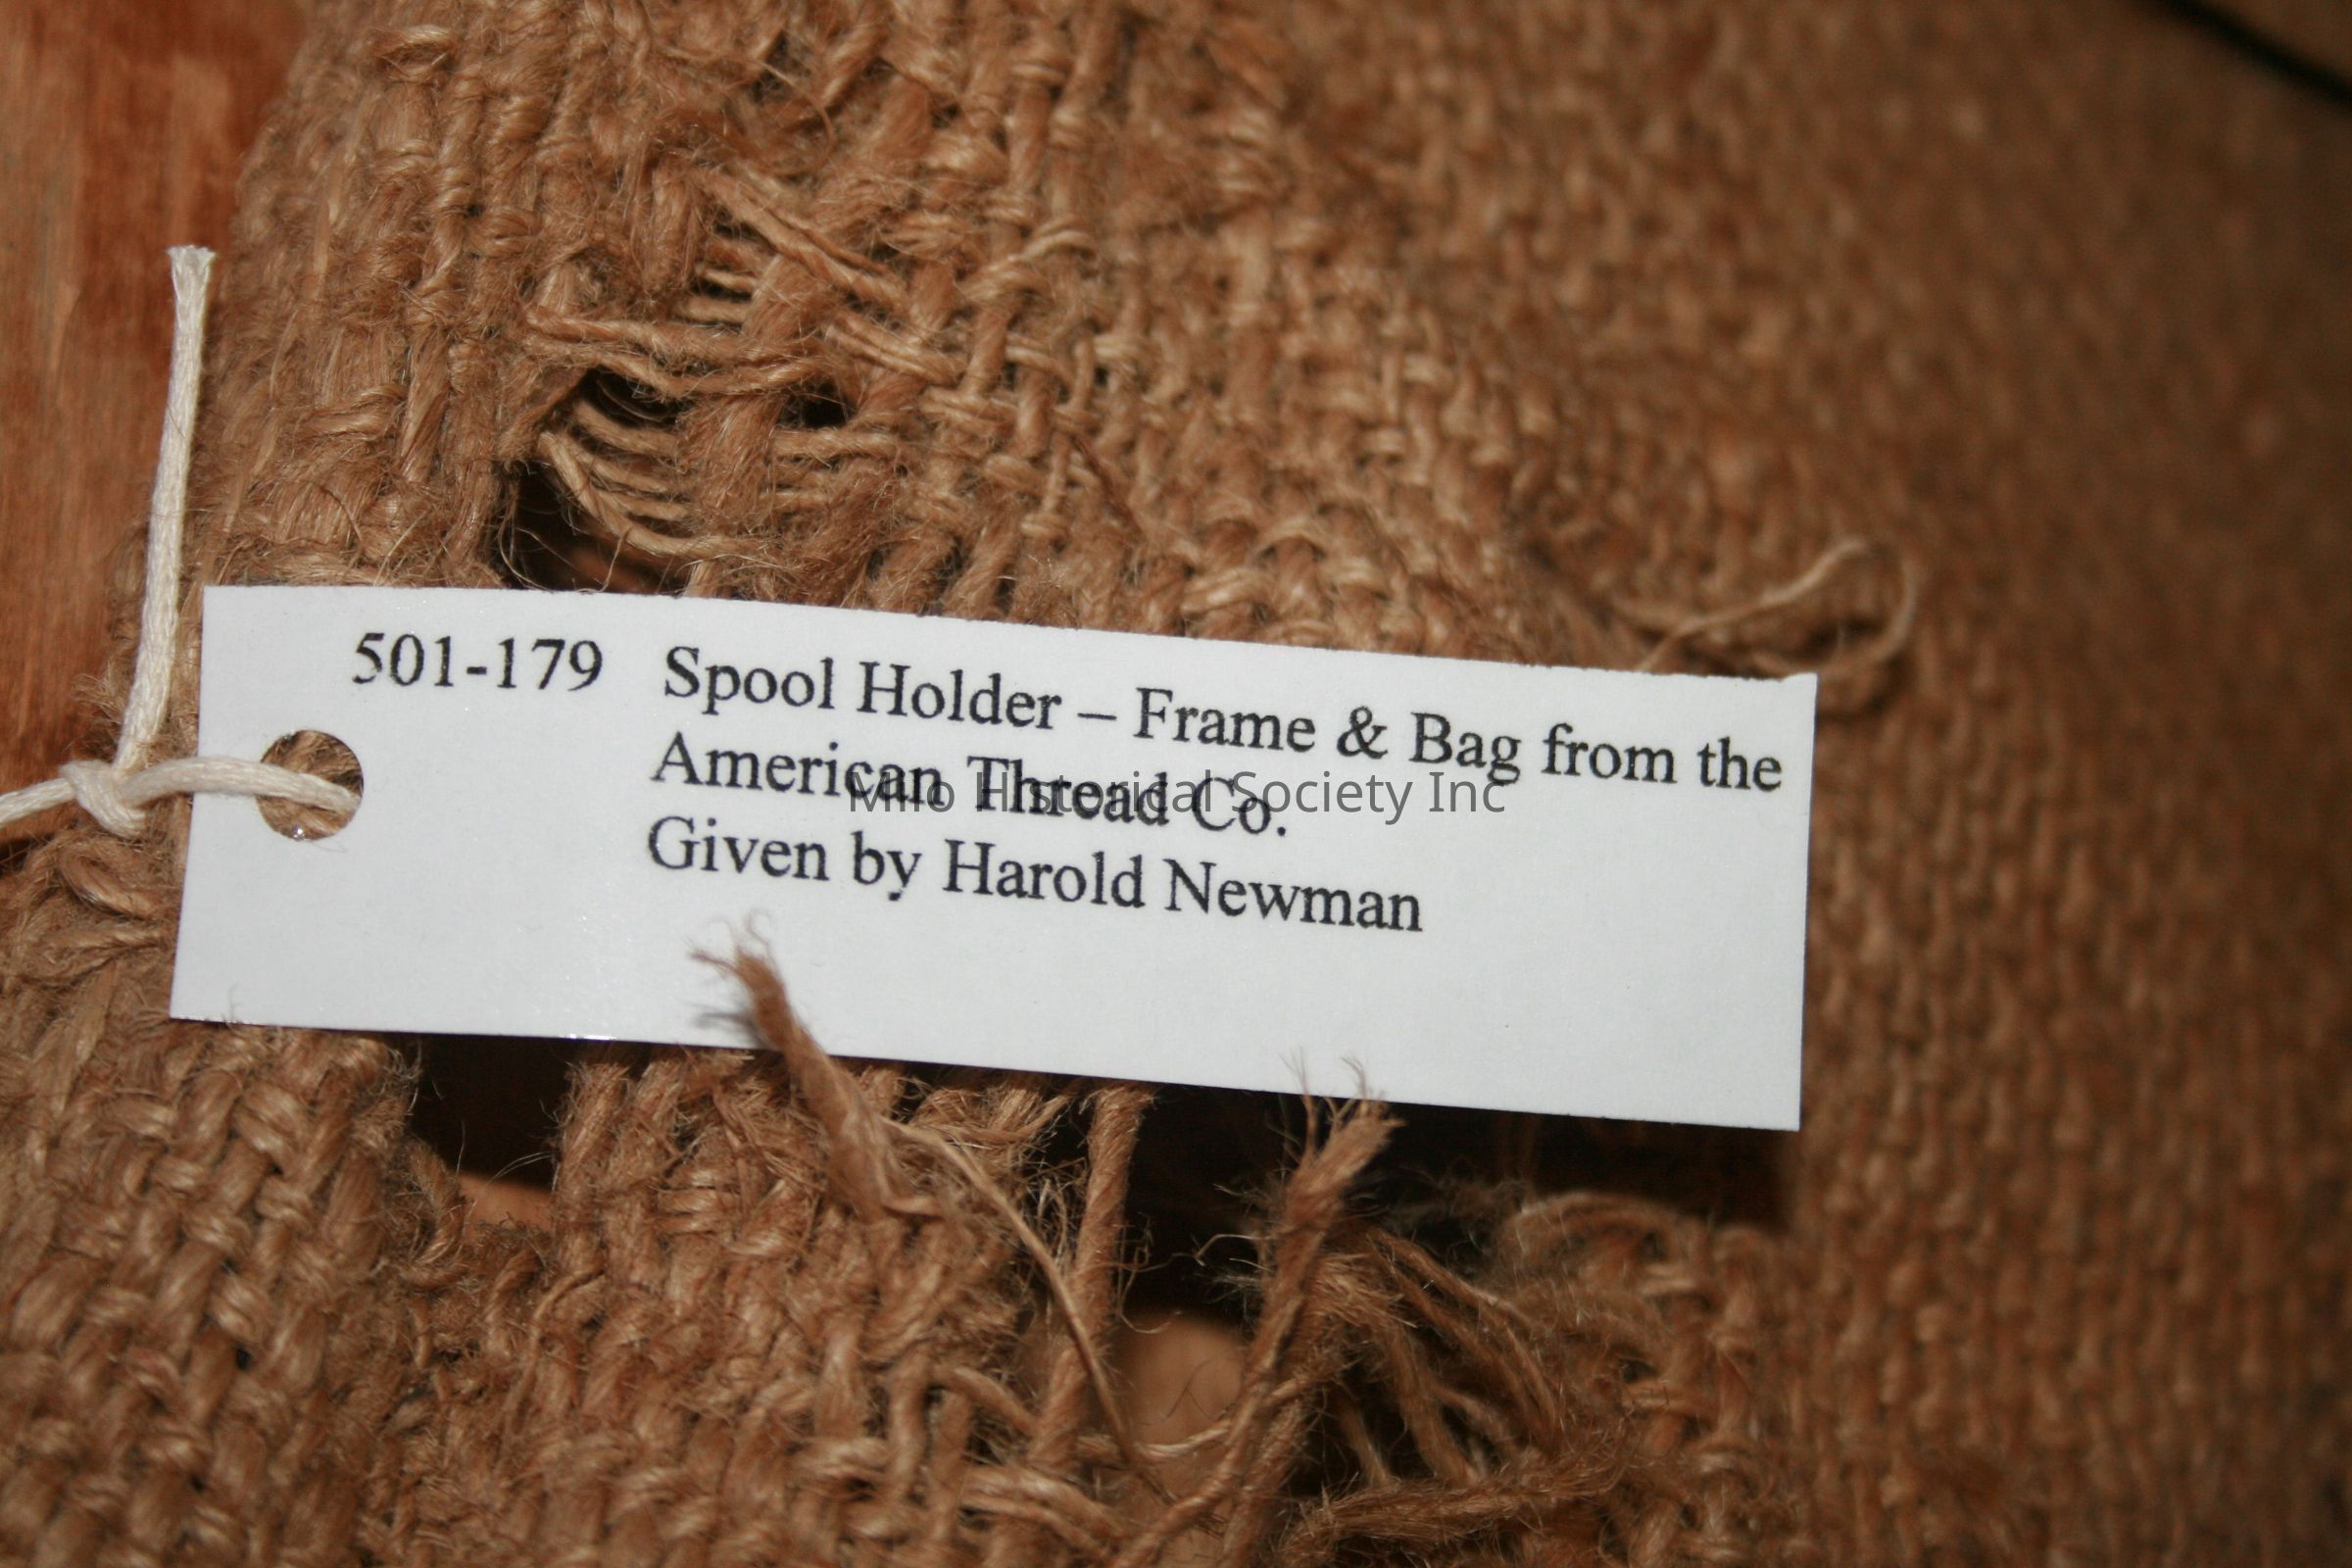 501-179 Spool Holder – Frame & Bag from the
American Thread Co.
Milo Historical Society Inc
Given by Harold Newman